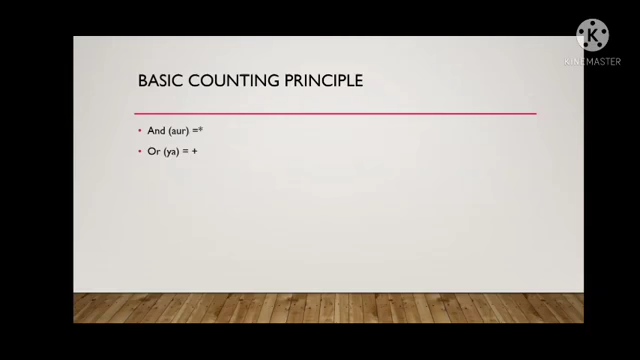 KINEMASTER
BASIC COUNTING PRINCIPLE
• And (aur) =*
• Or (ya) = +